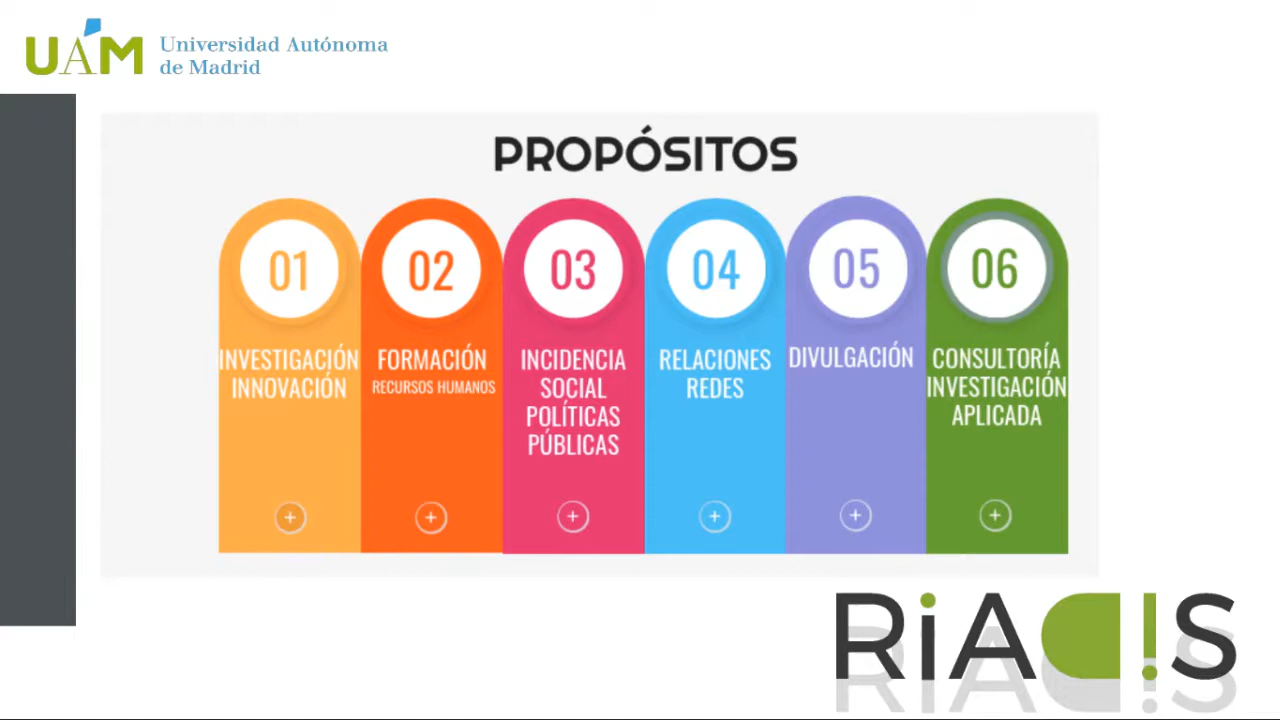 UAM Universidad Autónoma
de Madrid
PROPÓSITOS
01
INVESTIGACIÓN
INNOVACIÓN
02
FORMACIÓN
RECURSOS HUMANOS
03
INCIDENCIA
SOCIAL
POLÍTICAS
PÚBLICAS
04
RELACIONES
REDES
05
DIVULGACIÓN
06
CONSULTORÍA
INVESTIGACIÓN
APLICADA
RiADiS